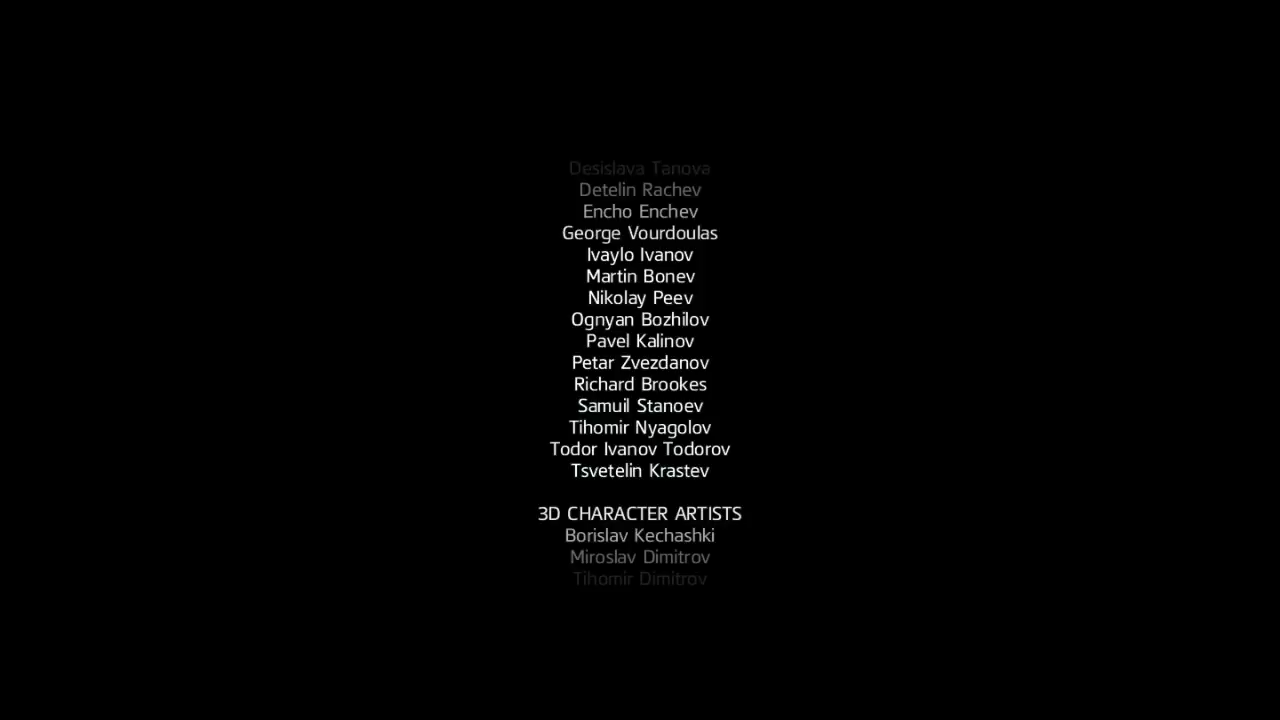 Desislava Tanova
Detelin Rachev
Encho Enchev
George Vourdoulas
Ivaylo Ivanov
Martin Bonev
Nikolay Peev
Ognyan Bozhilov
Pavel Kalinov
Petar Zvezdanov
Richard Brookes
Samuil Stanoev
Tihomir Nyagolov
Todor Ivanov Todorov
Tsvetelin Krastev
3D CHARACTER ARTISTS
Borislav Kechashki
Miroslav Dimitrov
Tihomir Dimitrov